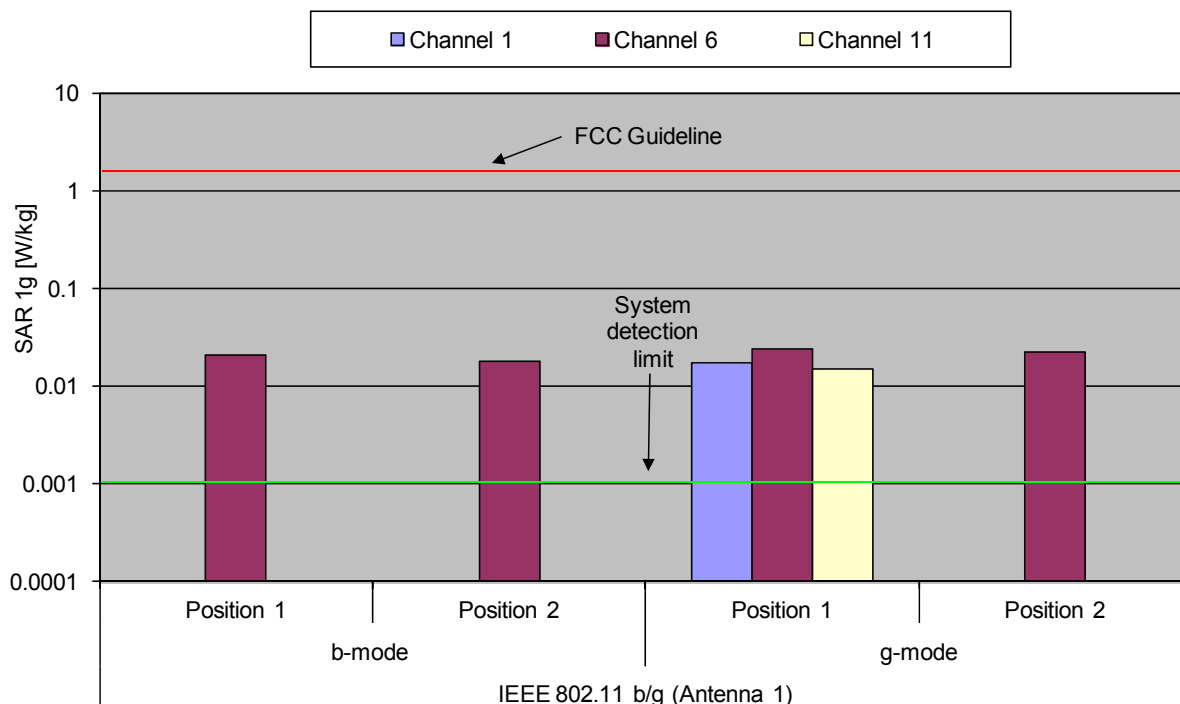 Channel 1 Channel 6 Channel 11
10
FCC Guideline
1
SAR 1g [W/kg]
0.1
System
detection
limit
0.01
0.001
0.0001
Position 1 Position 2 Position 1 Position 2
b-mode g-mode
IEEE 802.11 b/g (Antenna 1)